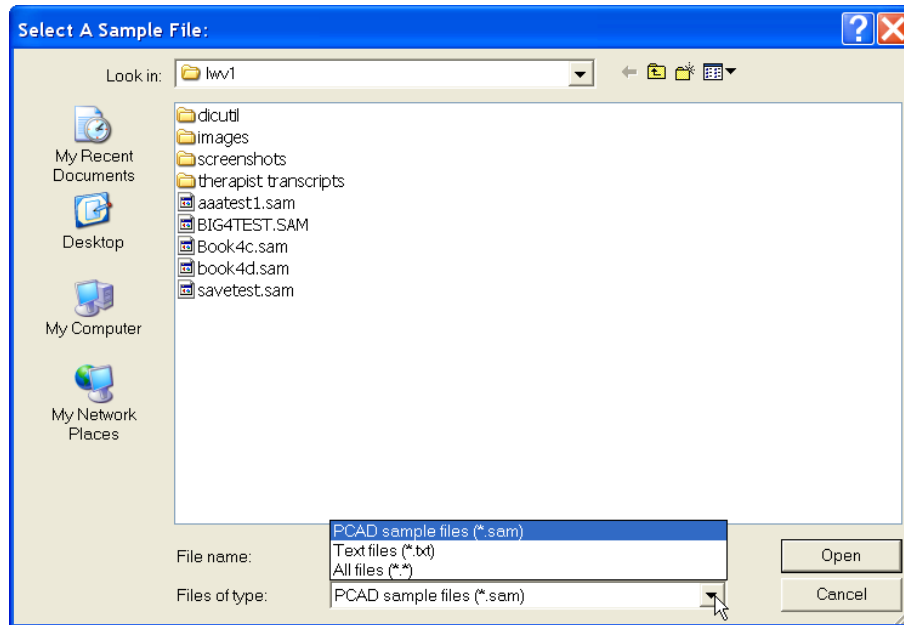 Select A Sample File:
Look in: lwv1
My Recent
Documents
Desktop
My Computer
My Network
Places
dicutil
images
screenshots
therapist transcripts
aaatest1.sam
BIG4TEST.SAM
Book4c.sam
book4d.sam
savetest.sam
File name:
PCAD sample files (*.sam)
Text files (*.txt)
All files (*.*)
Open
Files of type: PCAD sample files (*.sam)
Cancel